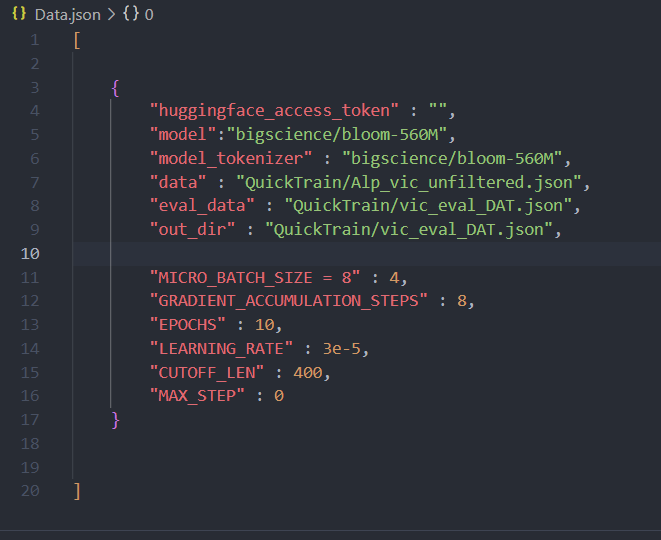 {} Data.json > {} 0
1 [
2
3 {
4 "huggingface_access_token" : "",
5 "model":"bigscience/bloom-560M",
6 "model_tokenizer" : "bigscience/bloom-560M",
7 "data" : "QuickTrain/Alp_vic_unfiltered.json",
8 "eval_data" : "QuickTrain/vic_eval_DAT.json",
9 "out_dir" : "QuickTrain/vic_eval_DAT.json",
10
11 "MICRO_BATCH_SIZE = 8" : 4,
12 "GRADIENT_ACCUMULATION_STEPS" : 8,
13 "EPOCHS" : 10,
14 "LEARNING_RATE" : 3e-5,
15 "CUTOFF_LEN" : 400,
16 "MAX_STEP" : 0
17 }
18
19
20 ]